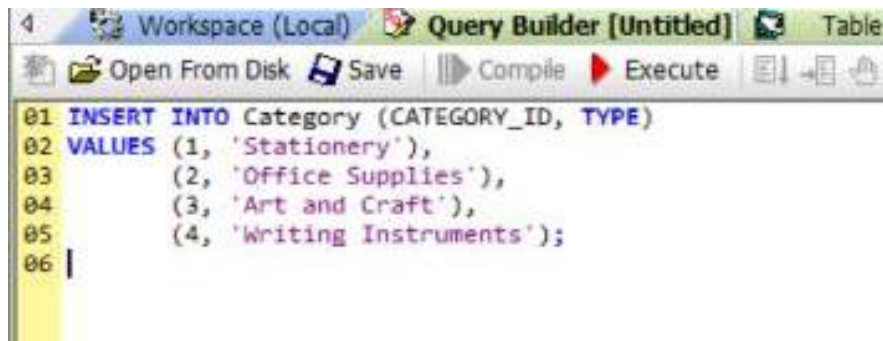 Workspace (Local) Query Builder [Untitled] Table
Open From Disk Save Compile Execute
01 INSERT INTO Category (CATEGORY_ID, TYPE)
02 VALUES (1, 'Stationery'),
03 (2, 'Office Supplies'),
04 (3, 'Art and Craft'),
05 (4, 'Writing Instruments');
06